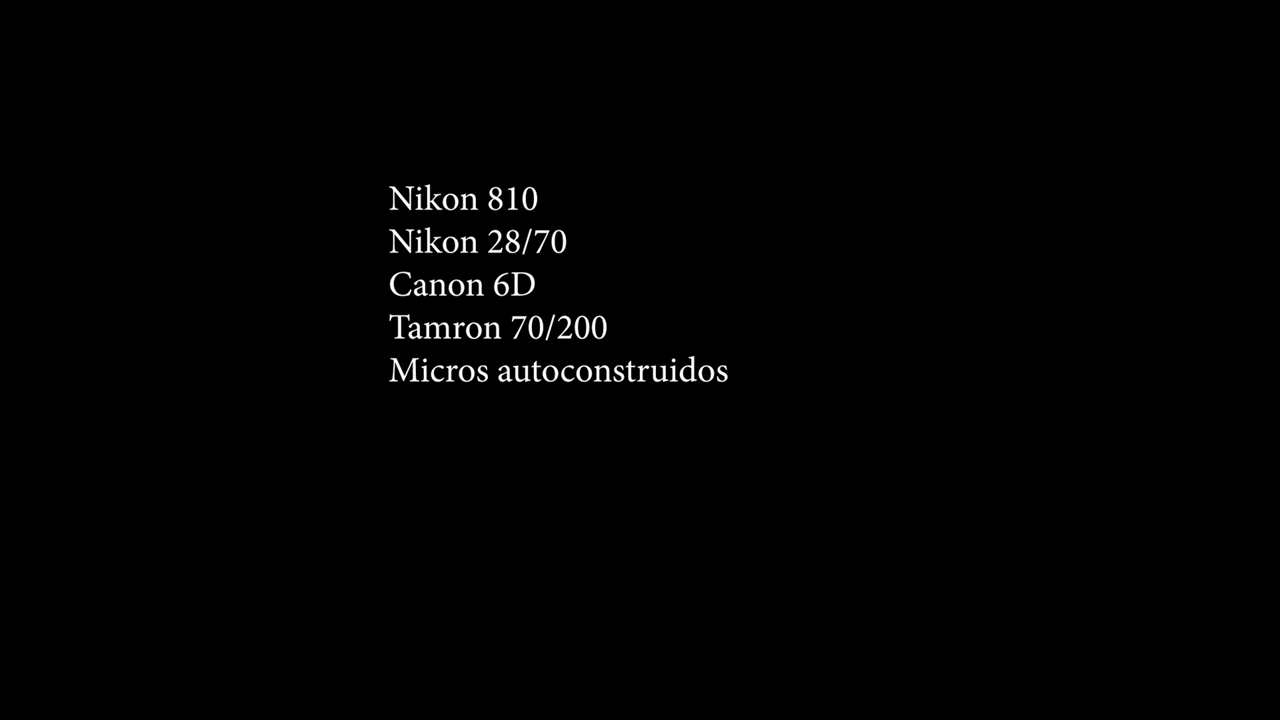 Nikon 810
Nikon 28/70
Canon 6D
Tamron 70/200
Micros autoconstruidos